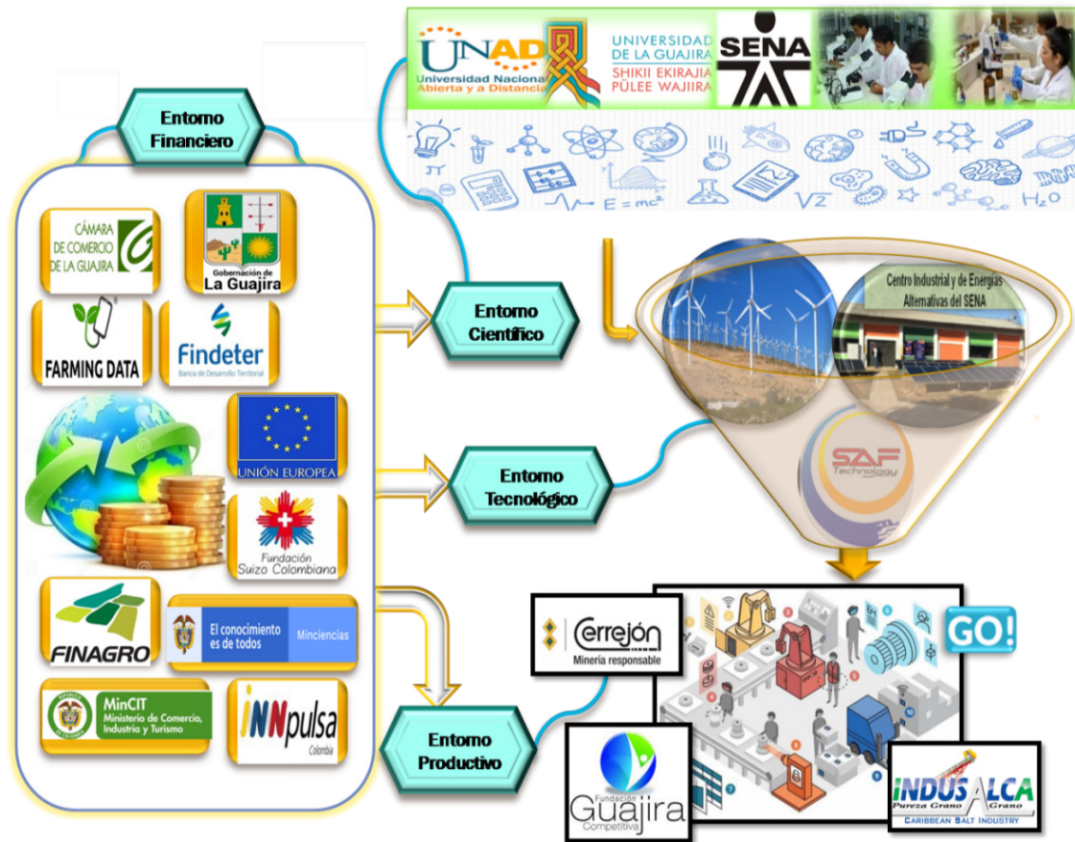 UNAD
Universidad Nacional
Abierta y a Distancia
UNIVERSIDAD
DE LA GUAJIRA
SHIKII EKIRAJIA
PÜLEE WAJIIRA
SENA
Entorno
Financiero
E = mc²
√2
H₂O
CÁMARA
DE COMERCIO
DE LA GUAJIRA
Gobernación de
La Guajira
FARMING DATA
Findeter
Banca de Desarrollo Territorial
Entorno
Científico
Centro Industrial y de Energías
Alternativas del SENA
UNIÓN EUROPEA
Entorno
Tecnológico
SAF
Technology
Fundación
Suizo Colombiana
FINAGRO
El conocimiento
es de todos
Minciencias
Cerrejón
Minería responsable
GO!
MinCIT
Ministerio de Comercio,
Industria y Turismo
iNNpulsa
Colombia
Entorno
Productivo
Fundación
Guajira
Competitiva
iNDUSALCA
Pureza Grano A Grano
CARIBBEAN SALT INDUSTRY